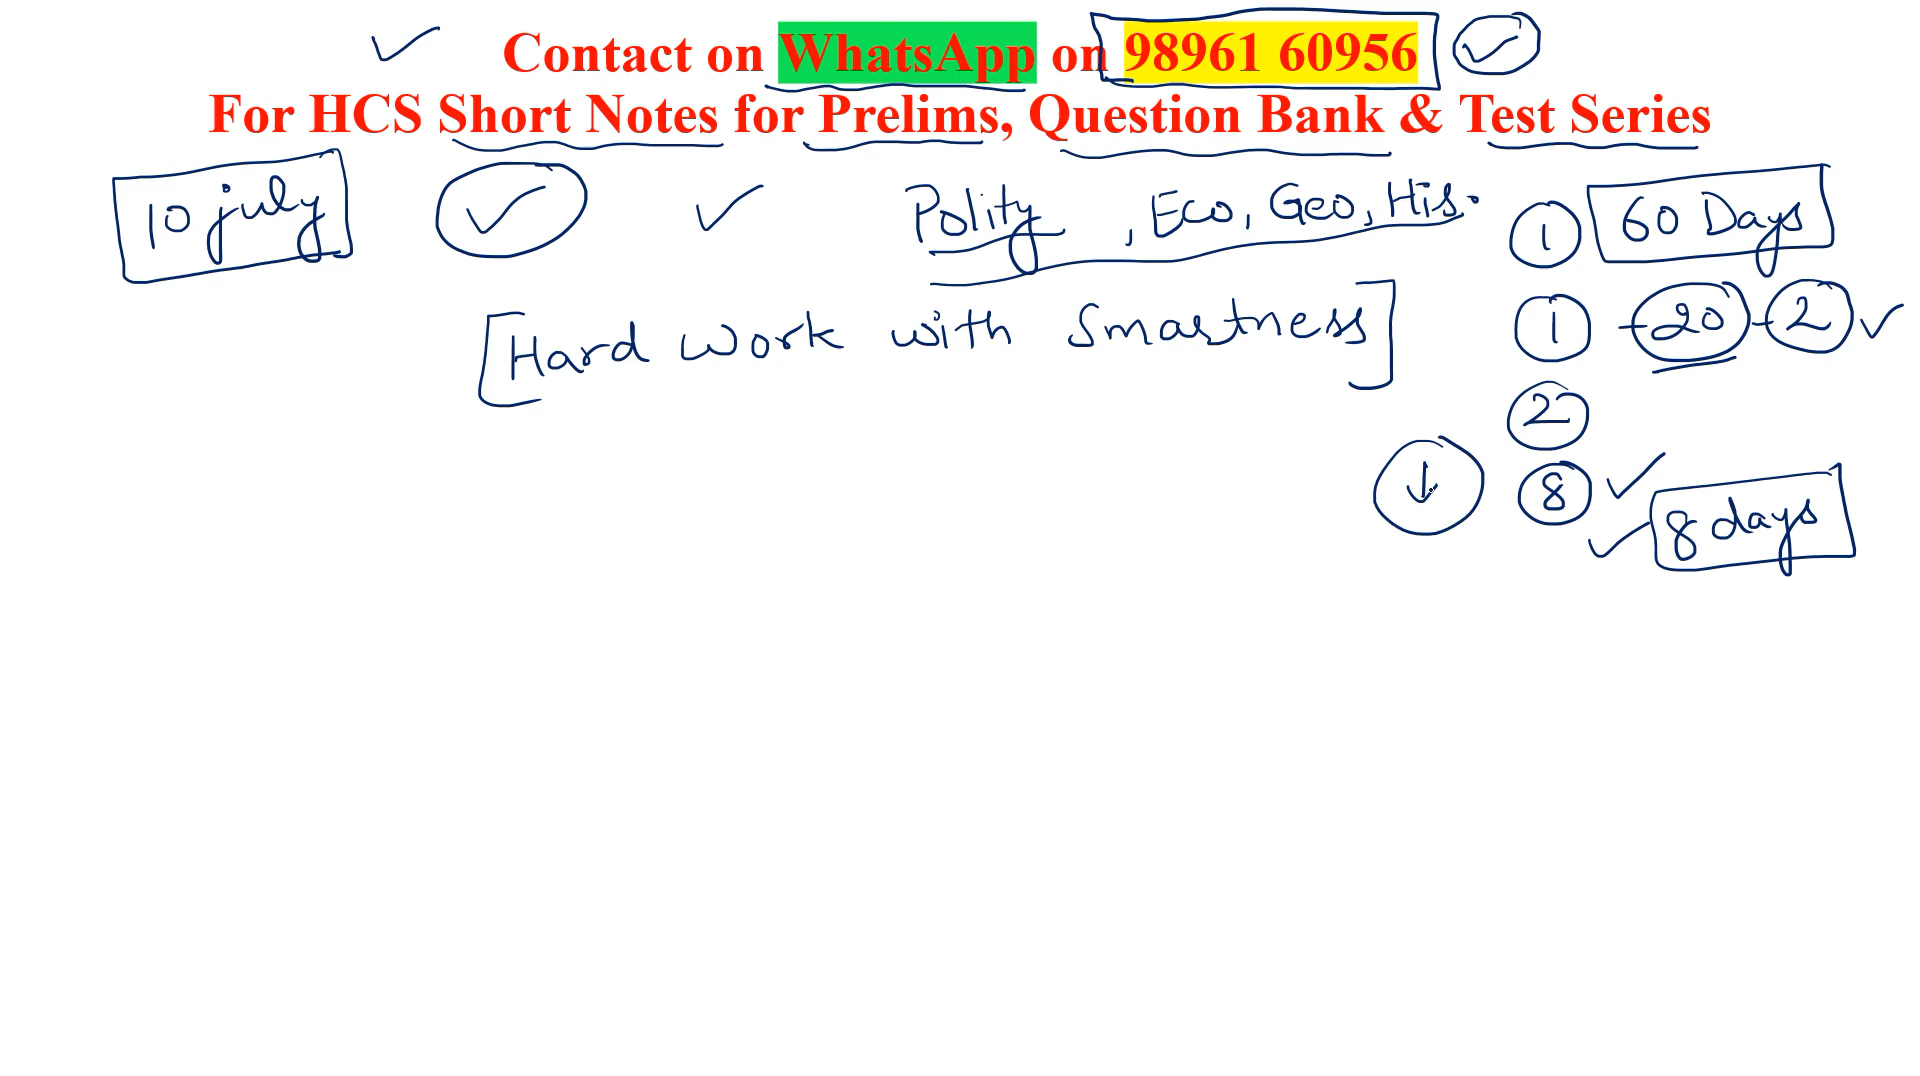 Contact on WhatsApp on 98961 60956
For HCS Short Notes for Prelims, Question Bank & Test Series
10 july
Polity, Eco, Geo, His.
1 60 Days
[Hard Work with Smartness]
1 - 20 - 2
2
8
8 days